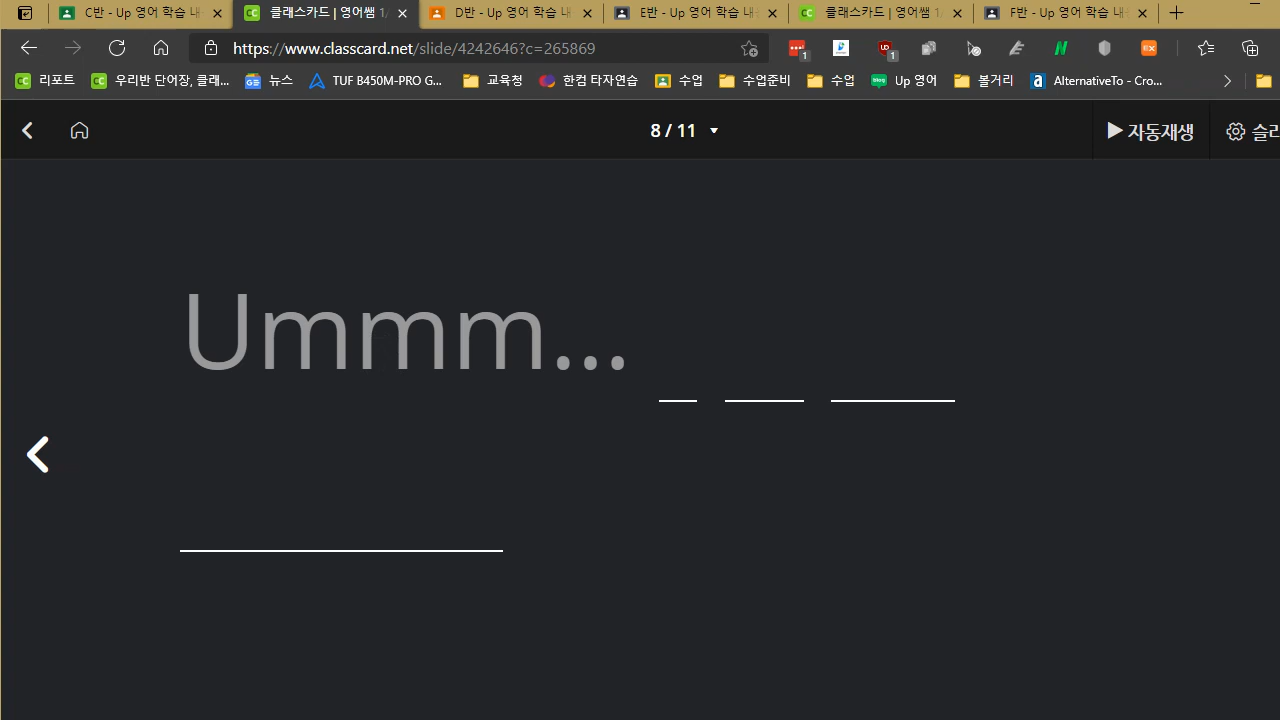 C반 - Up 영어 학습 내
클래스카드 | 영어쌤 1/
D반 - Up 영어 학습 내
E반 - Up 영어 학습 내
클래스카드 | 영어쌤 1
F반 - Up 영어 학습 내
https://www.classcard.net/slide/4242646?c=265869
리포트 우리반 단어장, 클래... 뉴스 TUF B450M-PRO G... 교육청 한컴 타자연습 수업 수업준비 수업 Up 영어 볼거리 AlternativeTo - Cro...
8 / 11 자동재생 슬
Ummm...